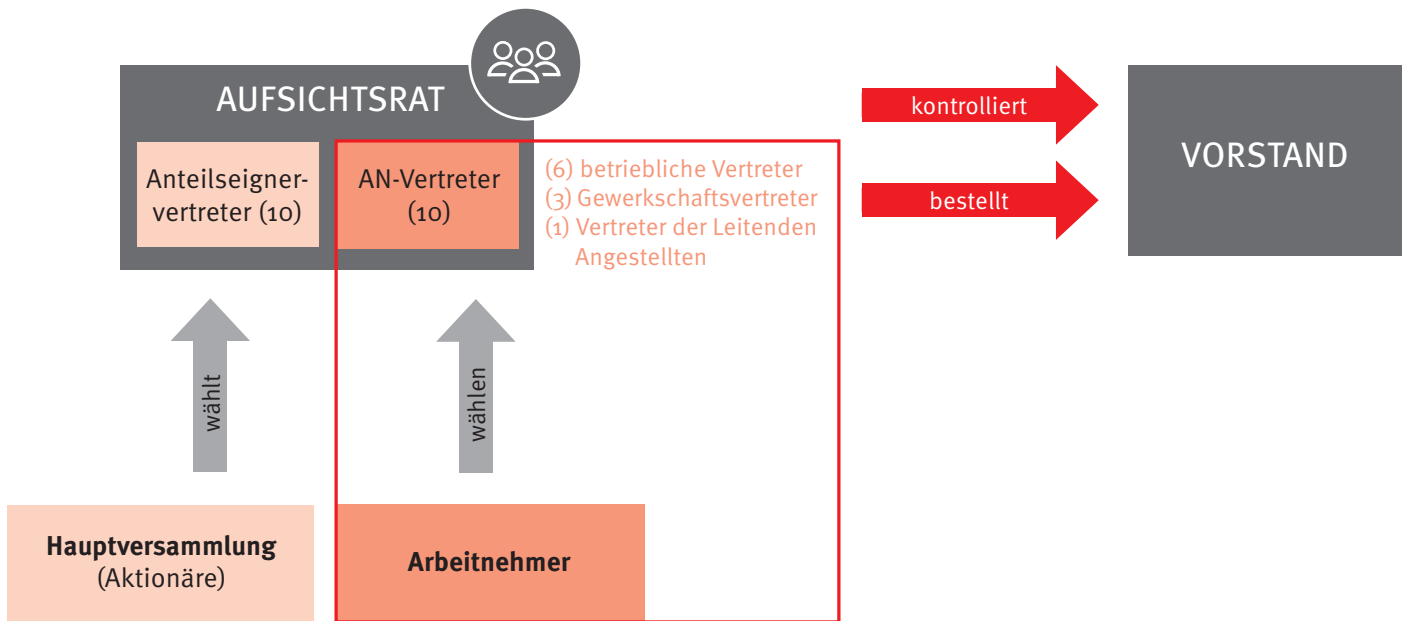 AUFSICHTSRAT
Anteilseigner-
vertreter (10)
AN-Vertreter
(10)
(6) betriebliche Vertreter
(3) Gewerkschaftsvertreter
(1) Vertreter der Leitenden
Angestellten
kontrolliert
bestellt
VORSTAND
wählt
wählen
Hauptversammlung
(Aktionäre)
Arbeitnehmer